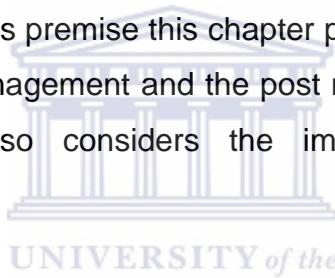 s premise this chapter p
nagement and the post r
so considers the im
UNIVERSITY of the